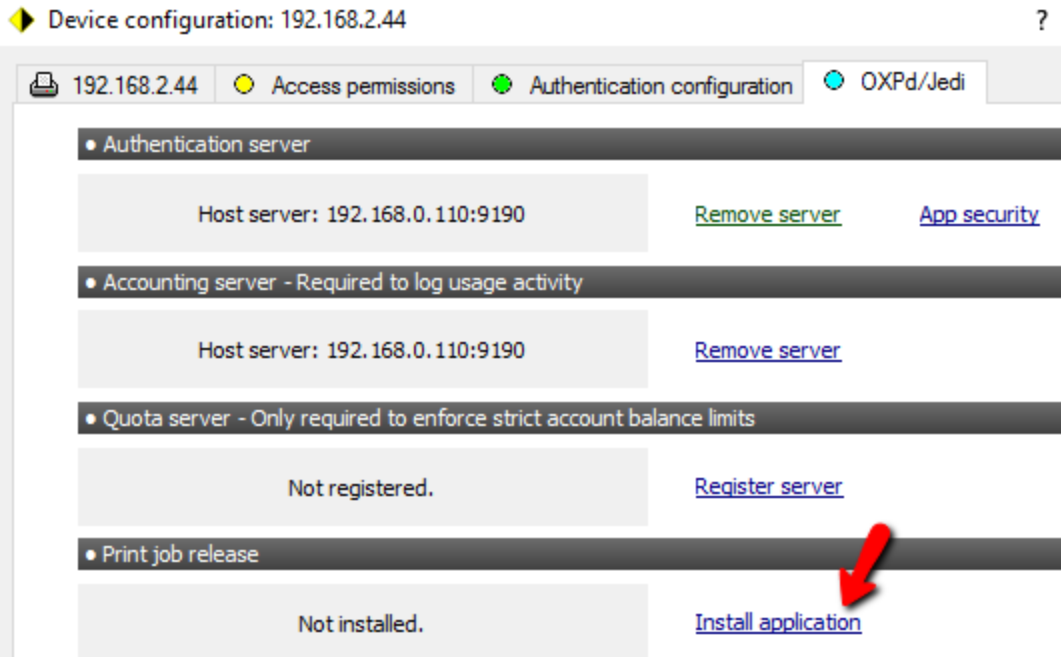 Device configuration: 192.168.2.44 ?
192.168.2.44 Access permissions Authentication configuration OXPd/Jedi
• Authentication server
Host server: 192.168.0.110:9190 Remove server App security
• Accounting server - Required to log usage activity
Host server: 192.168.0.110:9190 Remove server
• Quota server - Only required to enforce strict account balance limits
Not registered. Register server
• Print job release
Not installed. Install application